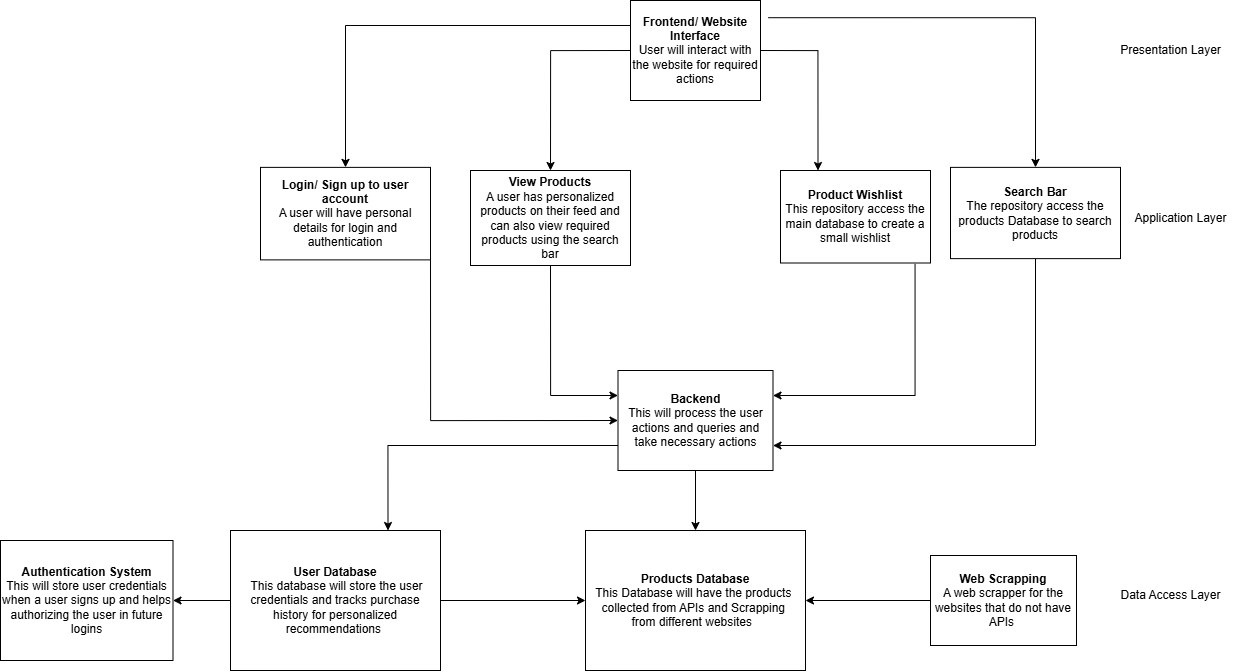 Frontend/ Website
Interface
User will interact with
the website for required
actions
Presentation Layer
Login/ Sign up to user
account
A user will have personal
details for login and
authentication
View Products
A user has personalized
products on their feed and
can also view required
products using the search
bar
Product Wishlist
This repository access the
main database to create a
small wishlist
Search Bar
The repository access the
products Database to search
products
Application Layer
Backend
This will process the user
actions and queries and
take necessary actions
Authentication System
This will store user credentials
when a user signs up and helps
authorizing the user in future
logins
User Database
This database will store the user
credentials and tracks purchase
history for personalized
recommendations
Products Database
This Database will have the products
collected from APIs and Scrapping
from different websites
Web Scrapping
A web scrapper for the
websites that do not have
APIs
Data Access Layer